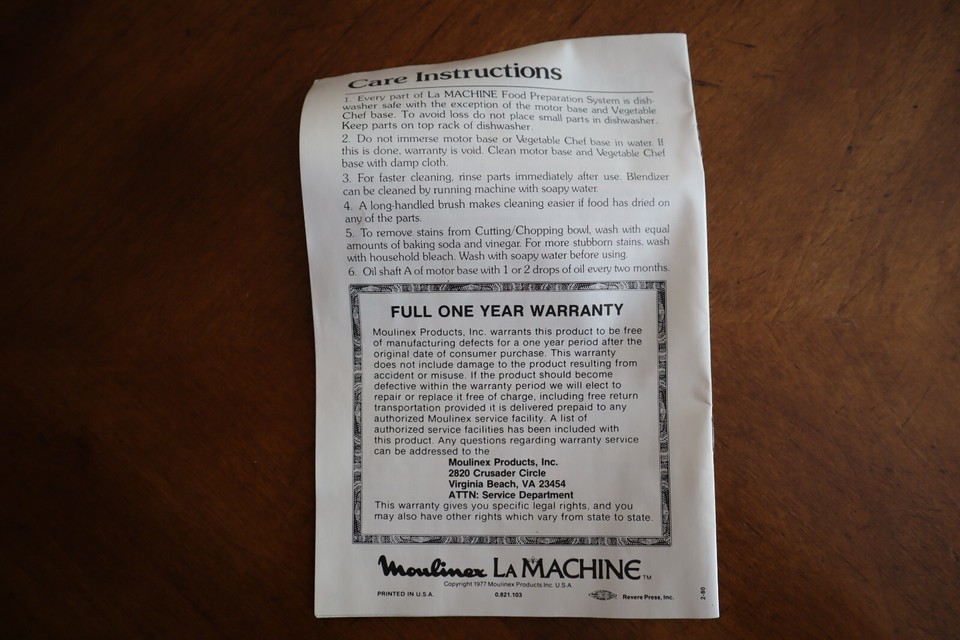 Care Instructions
1. Every part of La MACHINE Food Preparation System is dish-
washer safe with the exception of the motor base and Vegetable
Chef base. To avoid loss do not place small parts in dishwasher.
Keep parts on top rack of dishwasher.
2. Do not immerse motor base or Vegetable Chef base in water. If
this is done, warranty is void. Clean motor base and Vegetable Chef
base with damp cloth.
3. For faster cleaning, rinse parts immediately after use. Blendizer
can be cleaned by running machine with soapy water.
4. A long-handled brush makes cleaning easier if food has dried on
any of the parts.
5. To remove stains from Cutting/Chopping bowl, wash with equal
amounts of baking soda and vinegar. For more stubborn stains, wash
with household bleach. Wash with soapy water before using.
6. Oil shaft A of motor base with 1 or 2 drops of oil every two months.
FULL ONE YEAR WARRANTY
Moulinex Products, Inc. warrants this product to be free
of manufacturing defects for a one year period after the
original date of consumer purchase. This warranty
does not include damage to the product resulting from
accident or misuse. If the product should become
defective within the warranty period we will elect to
repair or replace it free of charge, including free return
transportation provided it is delivered prepaid to any
authorized Moulinex service facility. A list of
authorized service facilities has been included with
this product. Any questions regarding warranty service
can be addressed to the
Moulinex Products, Inc.
2820 Crusader Circle
Virginia Beach, VA 23454
ATTN: Service Department
This warranty gives you specific legal rights, and you
may also have other rights which vary from state to state.
Moulinex LA MACHINE TM
Copyright 1977 Moulinex Products Inc. U.S.A
PRINTED IN U.S.A. 0.821.103 Revere Press, Inc.
2-80